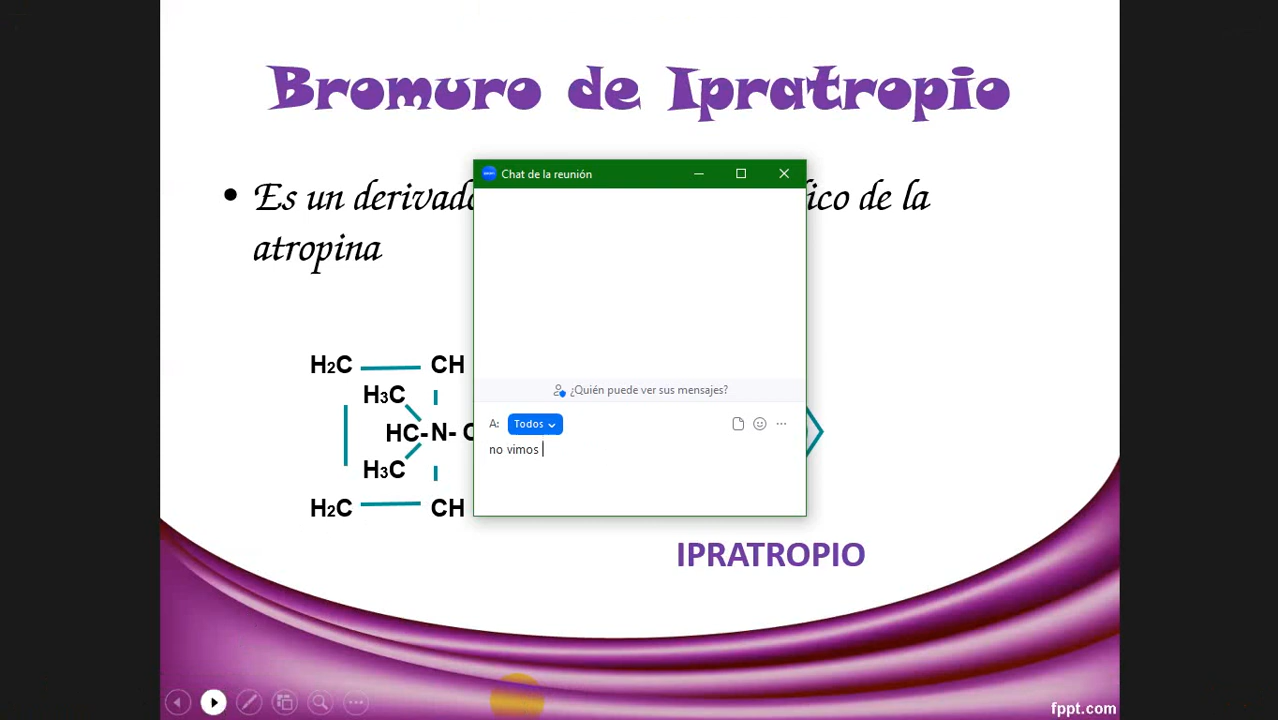 Bromuro de Ipratropio
• Es un derivado
ico de la
atropina
Chat de la reunión
¿Quién puede ver sus mensajes?
A: Todos
no vimos
H2C
CH
H3C
HC-N-
H3C
H2C
CH
IPRATROPIO
fppt.com